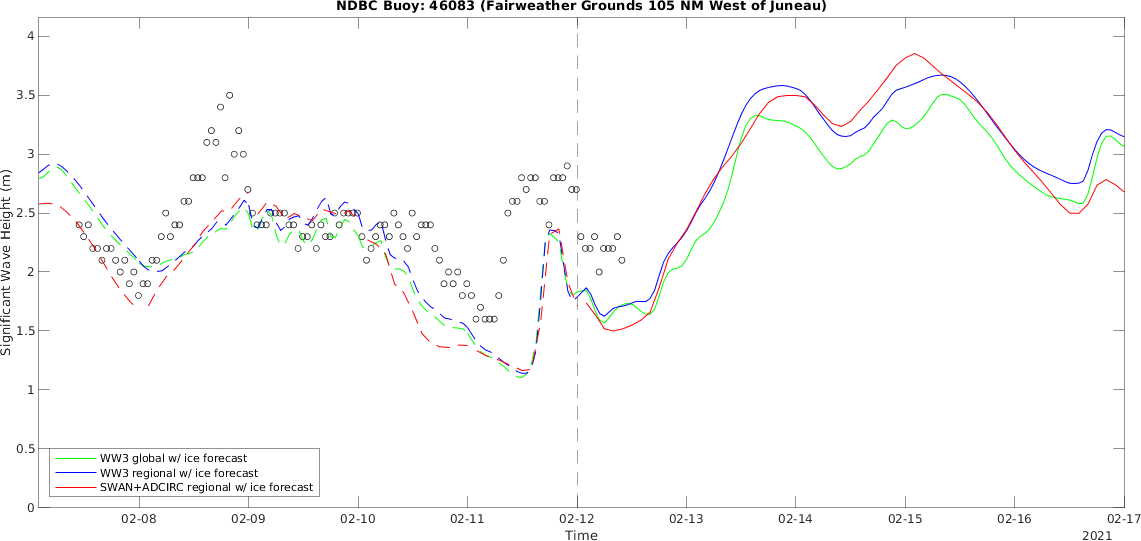 NDBC Buoy: 46083 (Fairweather Grounds 105 NM West of Juneau)
Significant Wave Height (m)
4
3.5
3
2.5
2
1.5
1
0.5
0
WW3 global w/ ice forecast
WW3 regional w/ ice forecast
SWAN+ADCIRC regional w/ ice forecast
02-08 02-09 02-10 02-11 02-12 02-13 02-14 02-15 02-16 02-17
Time
2021